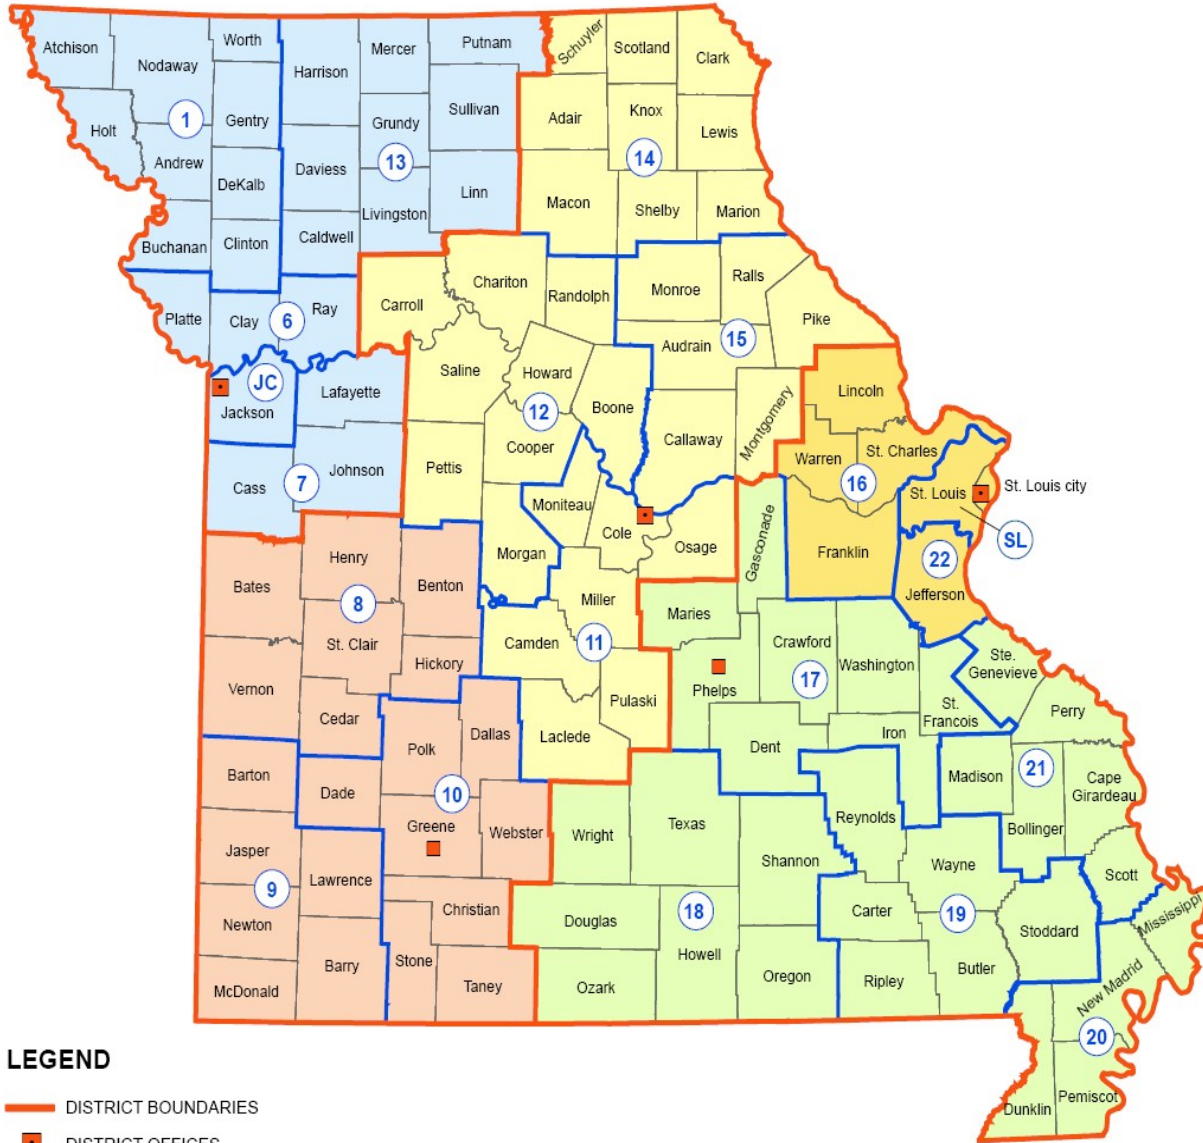 Atchison
Nodaway
Worth
Harrison
Mercer
Putnam
Schuyler
Scotland
Clark
Holt
1
Gentry
Grundy
Sullivan
Adair
Knox
Lewis
Andrew
DeKalb
Daviess
13
Linn
14
Macon
Shelby
Marion
Buchanan
Clinton
Caldwell
Livingston
Chariton
Randolph
Monroe
Ralls
Platte
Clay
6
Ray
Carroll
Audrain
15
Pike
JC
Jackson
Lafayette
Saline
Howard
12
Boone
Lincoln
Cass
7
Johnson
Pettis
Cooper
Callaway
Montgomery
Warren
St. Charles
16
Moniteau
Cole
St. Louis
St. Louis city
SL
Henry
Morgan
Osage
Gasconade
Franklin
22
Jefferson
Bates
8
Benton
Miller
Maries
St. Clair
Hickory
Camden
11
Crawford
Washington
Ste.
Genevieve
Vernon
Cedar
Pulaski
Phelps
17
St.
Francois
Perry
Polk
Dallas
Laclede
Dent
Iron
Barton
Dade
10
Madison
21
Cape
Girardeau
Greene
Webster
Wright
Texas
Reynolds
Bollinger
Jasper
Lawrence
Shannon
Wayne
Scott
9
Newton
Christian
Douglas
18
Howell
Carter
19
Stoddard
Mississippi
McDonald
Barry
Stone
Taney
Ozark
Oregon
Ripley
Butler
New Madrid
20
Dunklin
Pemiscot
LEGEND
DISTRICT BOUNDARIES
DISTRICT OFFICES